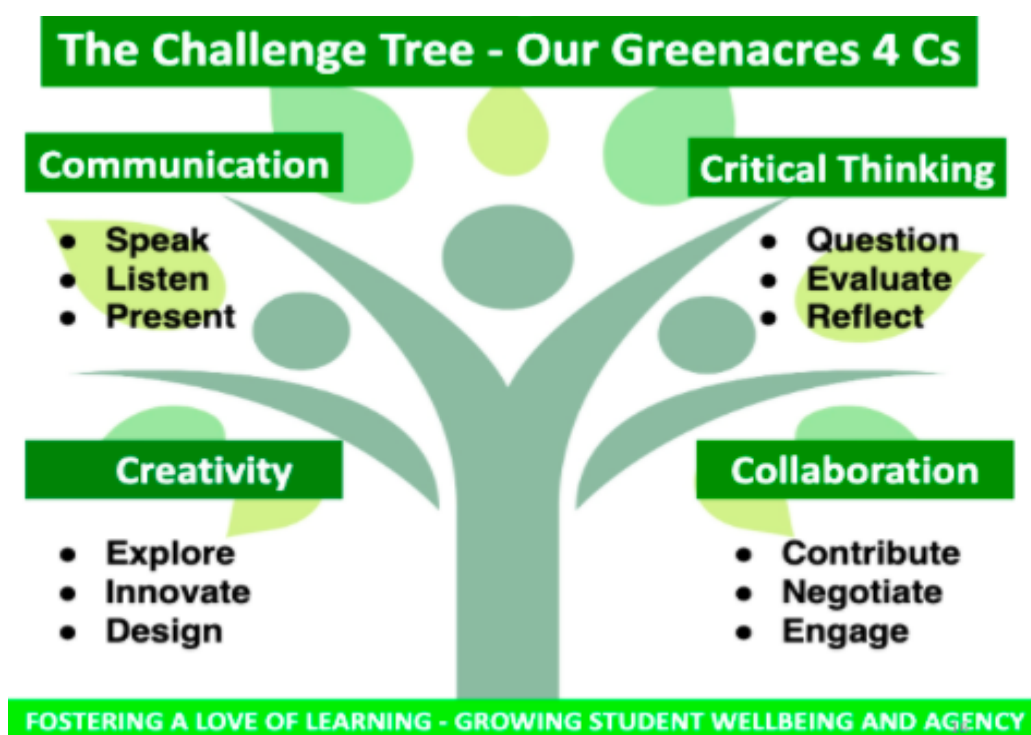 The Challenge Tree - Our Greenacres 4 Cs
Communication
• Speak
• Listen
• Present
Critical Thinking
• Question
• Evaluate
• Reflect
Creativity
• Explore
• Innovate
• Design
Collaboration
• Contribute
• Negotiate
• Engage
FOSTERING A LOVE OF LEARNING - GROWING STUDENT WELLBEING AND AGENCY